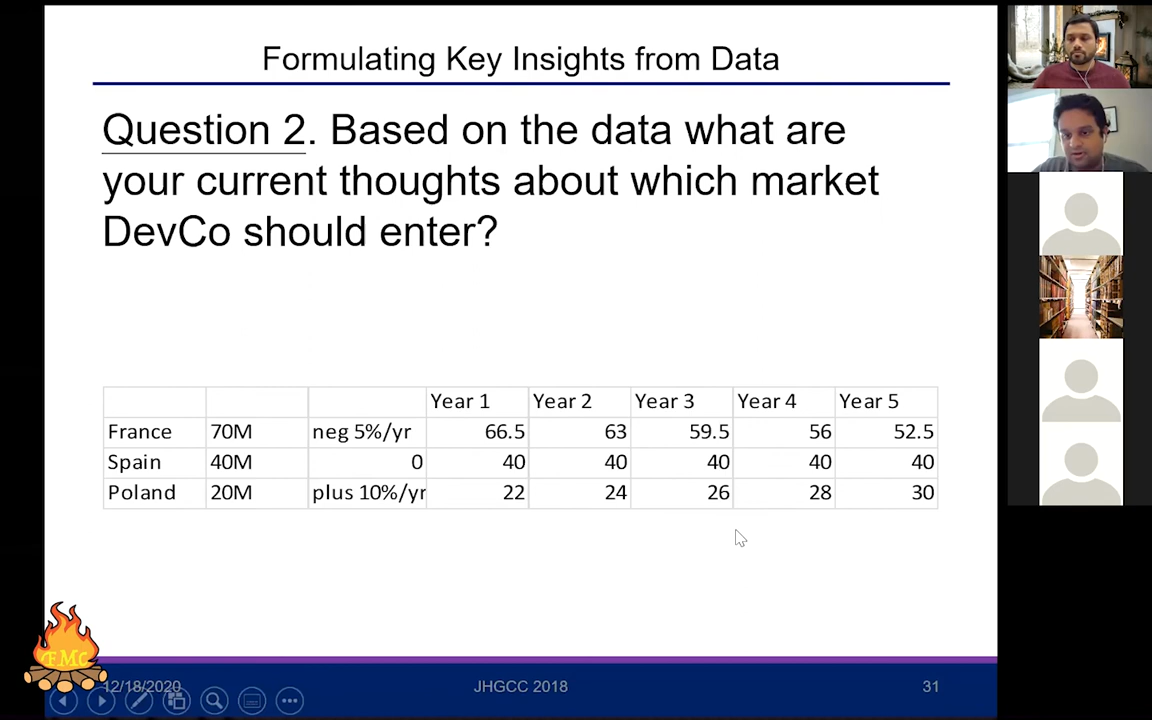 Formulating Key Insights from Data
Question 2. Based on the data what are
your current thoughts about which market
DevCo should enter?
Year 1 Year 2 Year 3 Year 4 Year 5
France 70M neg 5%/yr 66.5 63 59.5 56 52.5
Spain 40M 0 40 40 40 40 40
Poland 20M plus 10%/yr 22 24 26 28 30
FMC
12/18/2020 JHGCC 2018 31